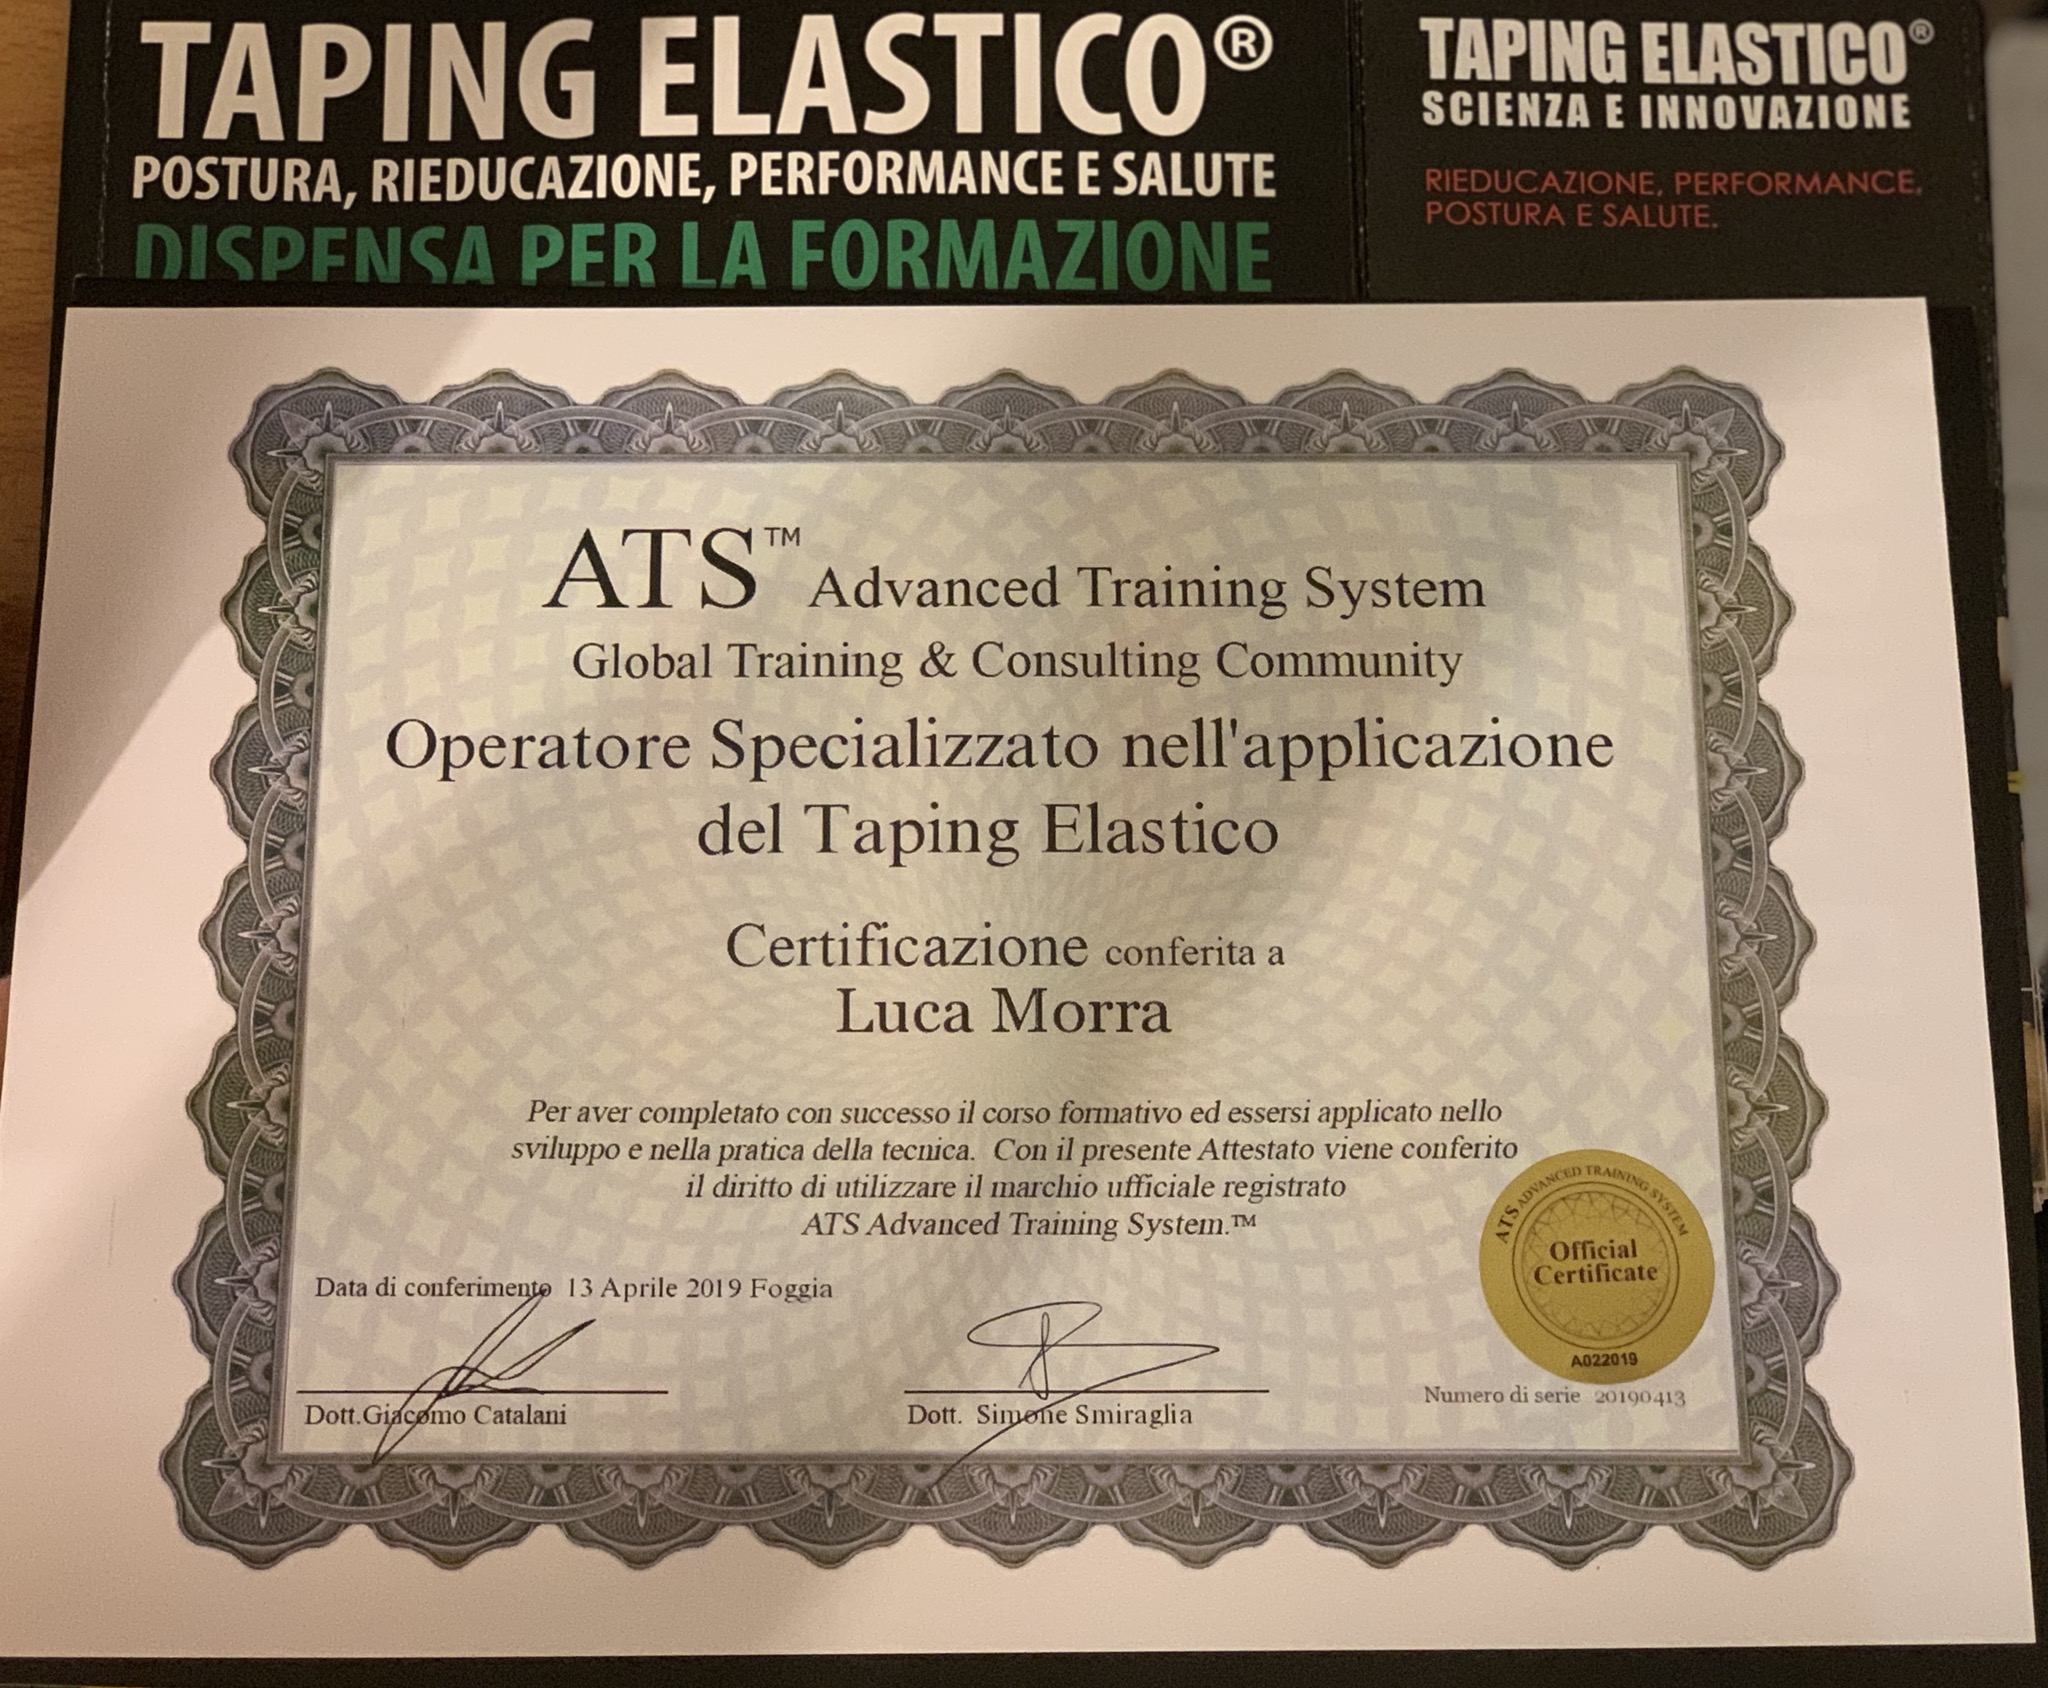 TAPING ELASTICO®
POSTURA, RIEDUCAZIONE, PERFORMANCE E SALUTE
DISPENSA PER LA FORMAZIONE
TAPING ELASTICO®
SCIENZA E INNOVAZIONE
RIEDUCAZIONE, PERFORMANCE,
POSTURA E SALUTE.
ATS™ Advanced Training System
Global Training & Consulting Community
Operatore Specializzato nell'applicazione
del Taping Elastico
Certificazione conferita a
Luca Morra
Per aver completato con successo il corso formativo ed essersi applicato nello
sviluppo e nella pratica della tecnica. Con il presente Attestato viene conferito
il diritto di utilizzare il marchio ufficiale registrato
ATS Advanced Training System.™
Data di conferimento 13 Aprile 2019 Foggia
Dott.Giacomo Catalani
Dott. Simone Smiraglia
ATS ADVANCED TRAINING SYSTEM
Official
Certificate
A022019
Numero di serie 20190413